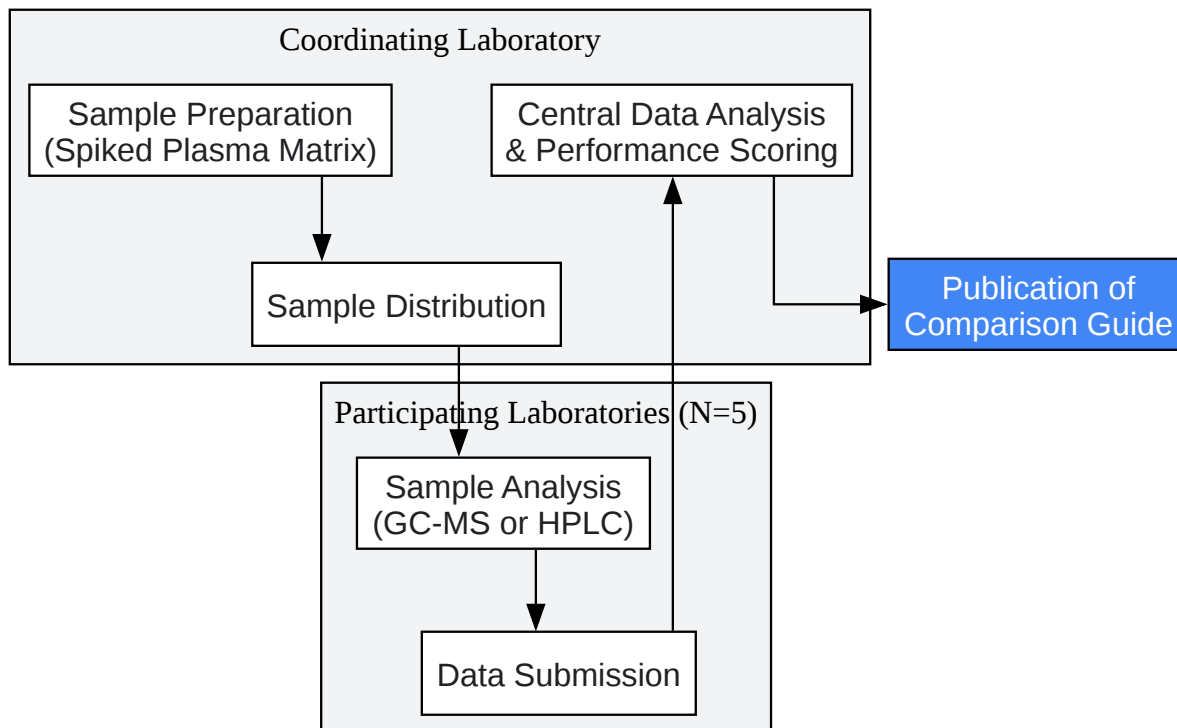 Coordinating Laboratory
Sample Preparation
(Spiked Plasma Matrix)
Central Data Analysis
& Performance Scoring
Sample Distribution
Publication of
Comparison Guide
Participating Laboratories (N=5)
Sample Analysis
(GC-MS or HPLC)
Data Submission